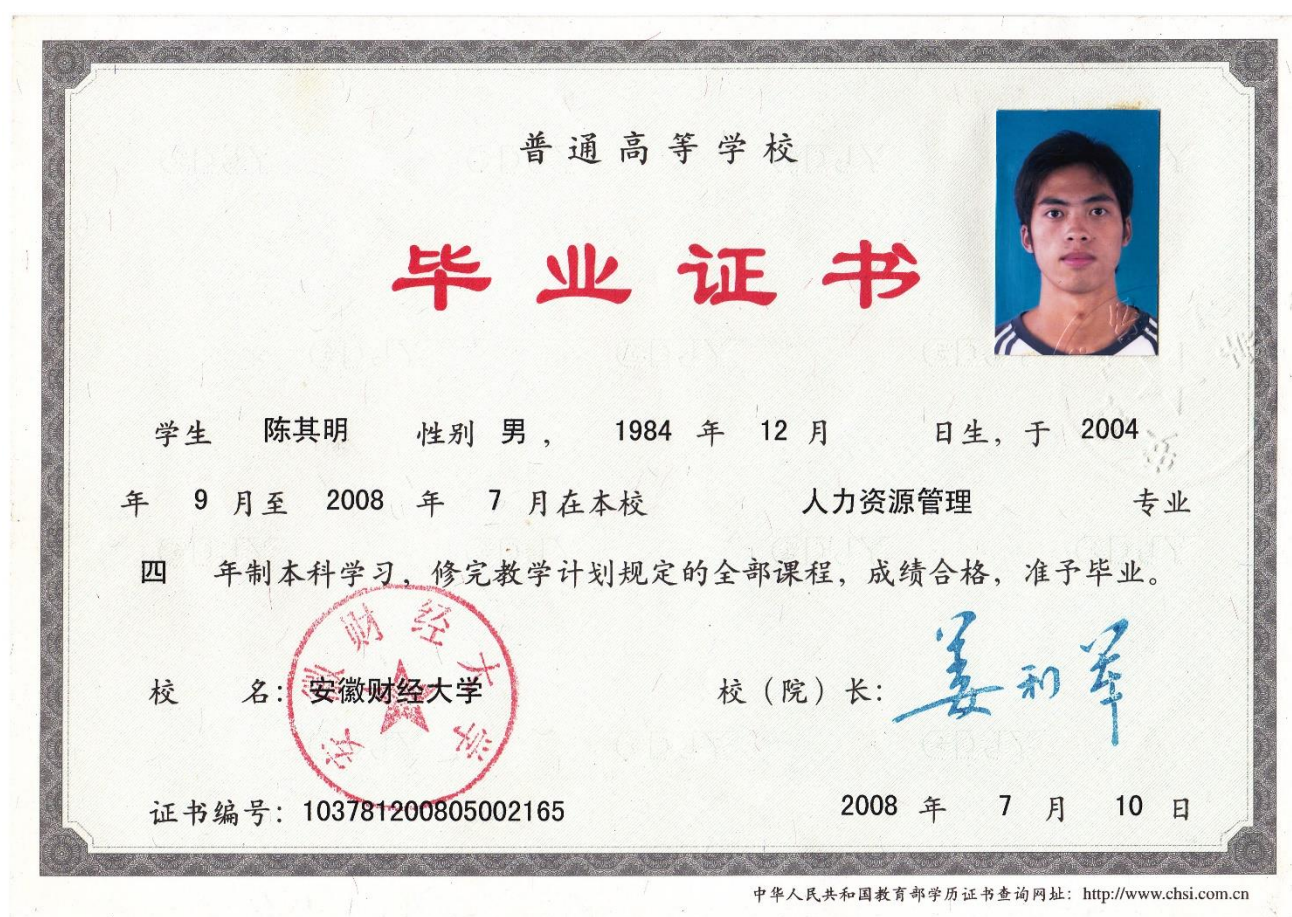 普通高等学校
毕业证书
学生 陈其明 性别 男 ， 1984 年 12 月 日生，于 2004
年 9 月至 2008 年 7 月在本校 人力资源管理 专业
四 年制本科学习，修完教学计划规定的全部课程，成绩合格，准予毕业。
安徽财经大学
校 名：安徽财经大学 校（院）长：
证书编号：103781200805002165 2008 年 7 月 10 日
中华人民共和国教育部学历证书查询网址：http://www.chsi.com.cn